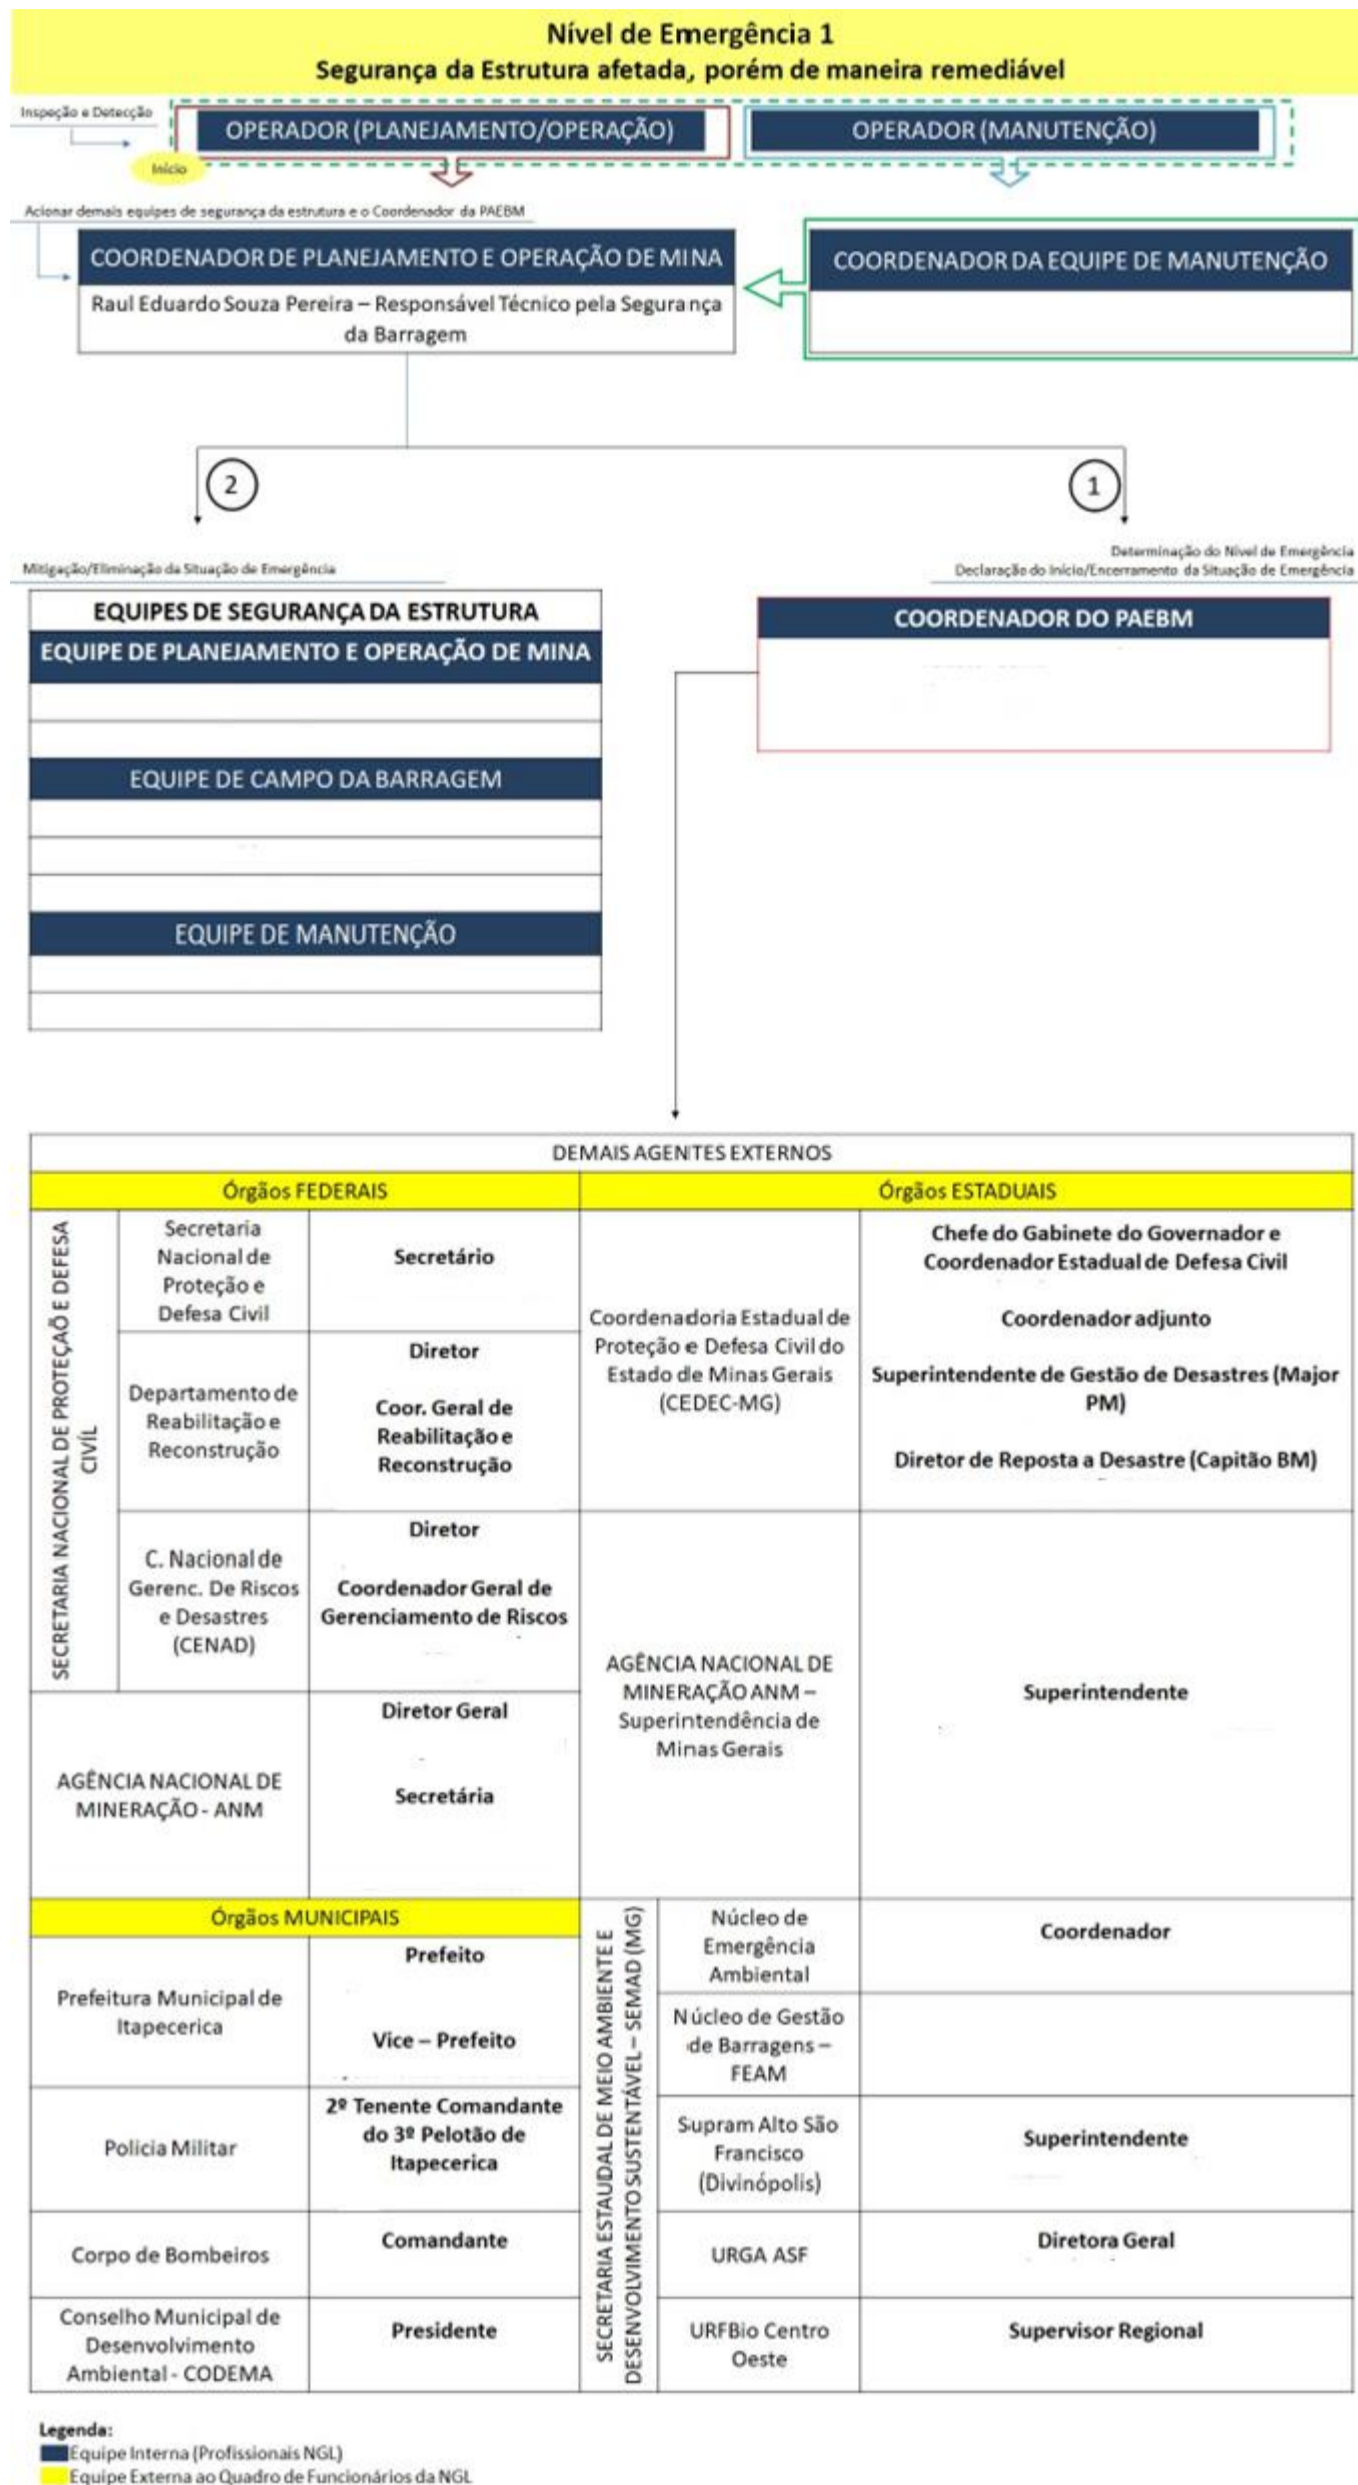 Nível de Emergência 1
Segurança da Estrutura afetada, porém de maneira remediável
Inspeção e Detecção
OPERADOR (PLANEJAMENTO/OPERAÇÃO)
OPERADOR (MANUTENÇÃO)
Início
Acionar demais equipes de segurança da estrutura e o Coordenador da PAEBM
COORDENADOR DE PLANEJAMENTO E OPERAÇÃO DE MINA
Raul Eduardo Souza Pereira – Responsável Técnico pela Segurança
da Barragem
COORDENADOR DA EQUIPE DE MANUTENÇÃO
2
1
Mitigação/Eliminação da Situação de Emergência
Determinação do Nível de Emergência
Declaração do Início/Encerramento da Situação de Emergência
EQUIPES DE SEGURANÇA DA ESTRUTURA
EQUIPE DE PLANEJAMENTO E OPERAÇÃO DE MINA
EQUIPE DE CAMPO DA BARRAGEM
EQUIPE DE MANUTENÇÃO
COORDENADOR DO PAEBM
DEMAIS AGENTES EXTERNOS
Órgãos FEDERAIS
SECRETARIA NACIONAL DE PROTEÇAÕ E DEFESA
CIVÍL
Secretaria
Nacional de
Proteção e
Defesa Civil
Secretário
Departamento de
Reabilitação e
Reconstrução
Diretor
Coor. Geral de
Reabilitação e
Reconstrução
C. Nacional de
Gerenc. De Riscos
e Desastres
(CENAD)
Diretor
Coordenador Geral de
Gerenciamento de Riscos
AGÊNCIA NACIONAL DE
MINERAÇÃO - ANM
Diretor Geral
Secretária
Órgãos ESTADUAIS
Coordenadoria Estadual de
Proteção e Defesa Civil do
Estado de Minas Gerais
(CEDEC-MG)
Chefe do Gabinete do Governador e
Coordenador Estadual de Defesa Civil
Coordenador adjunto
Superintendente de Gestão de Desastres (Major
PM)
Diretor de Reposta a Desastre (Capitão BM)
AGÊNCIA NACIONAL DE
MINERAÇÃO ANM –
Superintendência de
Minas Gerais
Superintendente
Órgãos MUNICIPAIS
Prefeitura Municipal de
Itapecerica
Prefeito
Vice – Prefeito
Policia Militar
2º Tenente Comandante
do 3º Pelotão de
Itapecerica
Corpo de Bombeiros
Comandante
Conselho Municipal de
Desenvolvimento
Ambiental - CODEMA
Presidente
SECRETARIA ESTAUDAL DE MEIO AMBIENTE E
DESENVOLVIMENTO SUSTENTÁVEL – SEMAD (MG)
Núcleo de
Emergência
Ambiental
Coordenador
Núcleo de Gestão
de Barragens –
FEAM
Supram Alto São
Francisco
(Divinópolis)
Superintendente
URGA ASF
Diretora Geral
URFBio Centro
Oeste
Supervisor Regional
Legenda:
Equipe Interna (Profissionais NGL)
Equipe Externa ao Quadro de Funcionários da NGL